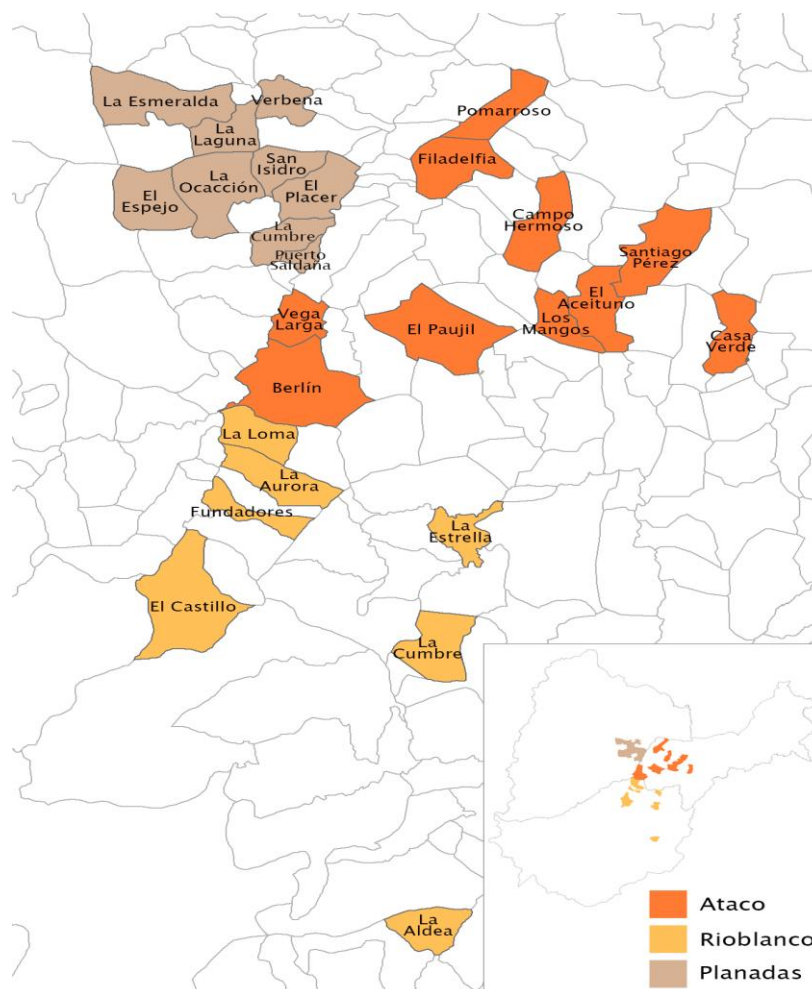 La Esmeralda
Verbena
La
Laguna
San
Isidro
La
Ocacción
El
Espejo
El
Placer
La
Cumbre
Puerto
Saldaña
Pomarroso
Filadelfia
Campo
Hermoso
Santiago
Pérez
El
Aceituno
Los
Mangos
Casa
Verde
El Paujil
Vega
Larga
Berlín
La Loma
La
Aurora
Fundadores
La
Estrella
El Castillo
La
Cumbre
La
Aldea
Ataco
Rioblanco
Planadas